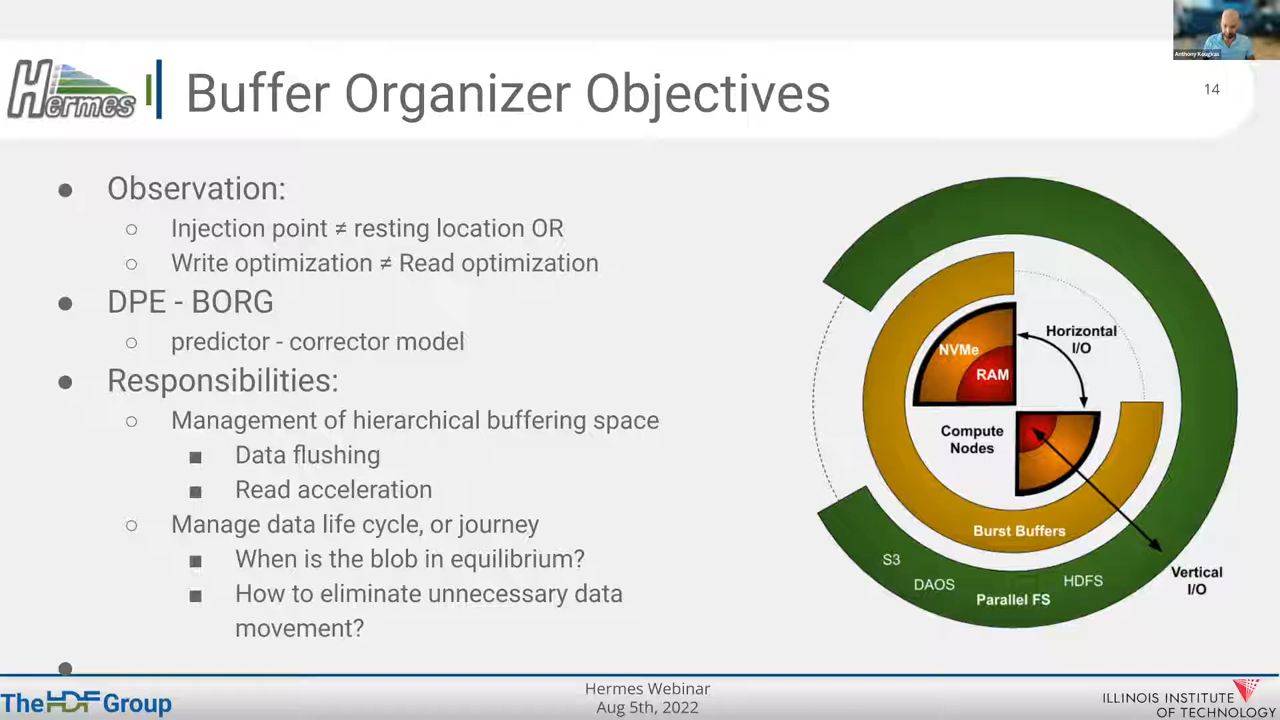 Anthony Kougkas
Hermes
Buffer Organizer Objectives
14
● Observation:
○ Injection point ≠ resting location OR
○ Write optimization ≠ Read optimization
● DPE - BORG
○ predictor - corrector model
● Responsibilities:
○ Management of hierarchical buffering space
■ Data flushing
■ Read acceleration
○ Manage data life cycle, or journey
■ When is the blob in equilibrium?
■ How to eliminate unnecessary data
movement?
●
NVMe
RAM
Horizontal
I/O
Compute
Nodes
Burst Buffers
S3
DAOS
Parallel FS
HDFS
Vertical
I/O
The HDF Group
Hermes Webinar
Aug 5th, 2022
ILLINOIS INSTITUTE
OF TECHNOLOGY